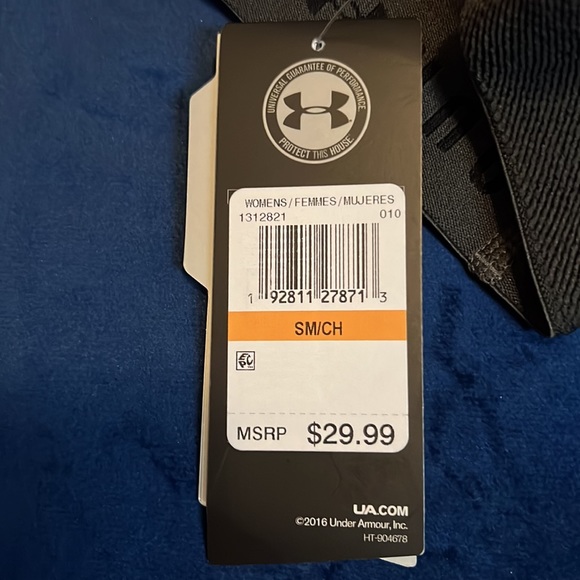 UNIVERSAL GUARANTEE OF PERFORMANCE
PROTECT THIS HOUSE
WOMENS/FEMMES/MUJERES
1312821 010
1 92811 27871 3
SM/CH
EPC
MSRP $29.99
UA.COM
©2016 Under Armour, Inc.
HT-904678